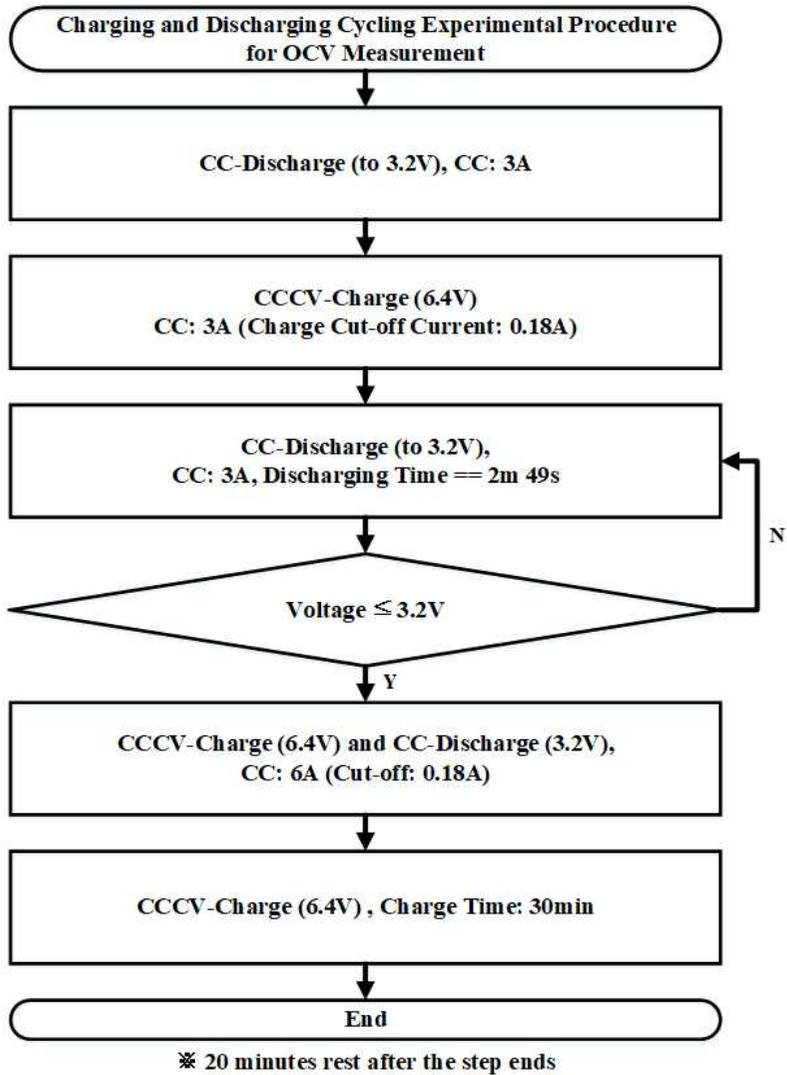 Charging and Discharging Cycling Experimental Procedure
for OCV Measurement
CC-Discharge (to 3.2V), CC: 3A
CCCV-Charge (6.4V)
CC: 3A (Charge Cut-off Current: 0.18A)
CC-Discharge (to 3.2V),
CC: 3A, Discharging Time == 2m 49s
N
Voltage ≦ 3.2V
Y
CCCV-Charge (6.4V) and CC-Discharge (3.2V),
CC: 6A (Cut-off: 0.18A)
CCCV-Charge (6.4V) , Charge Time: 30min
End
※ 20 minutes rest after the step ends